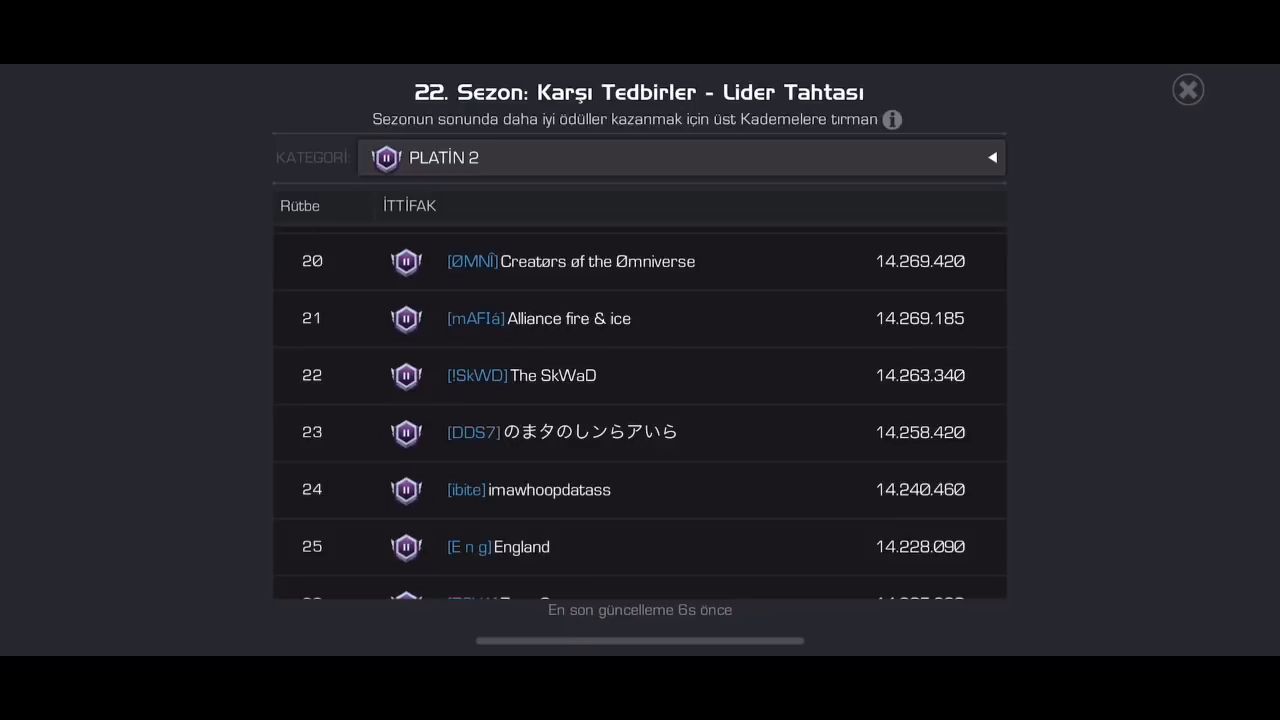 22. Sezon: Karşı Tedbirler - Lider Tahtası
Sezonun sonunda daha iyi ödüller kazanmak için üst Kademelere tırman
KATEGORİ: PLATİN 2
Rütbe İTTİFAK
20 [ØMNÎ]Creatørs øf the Ømniverse 14.269.420
21 [mAFIá]Alliance fire & ice 14.269.185
22 [!SkWD]The SkWaD 14.263.340
23 [DDS7]のまタのしンらアいら 14.258.420
24 [ibite]imawhoopdatass 14.240.460
25 [E n g]England 14.228.090
En son güncelleme 6s önce